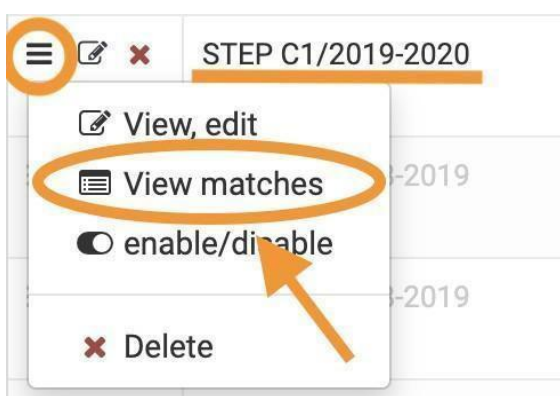 STEP C1/2019-2020
View, edit
View matches
-2019
enable/disable
-2019
Delete